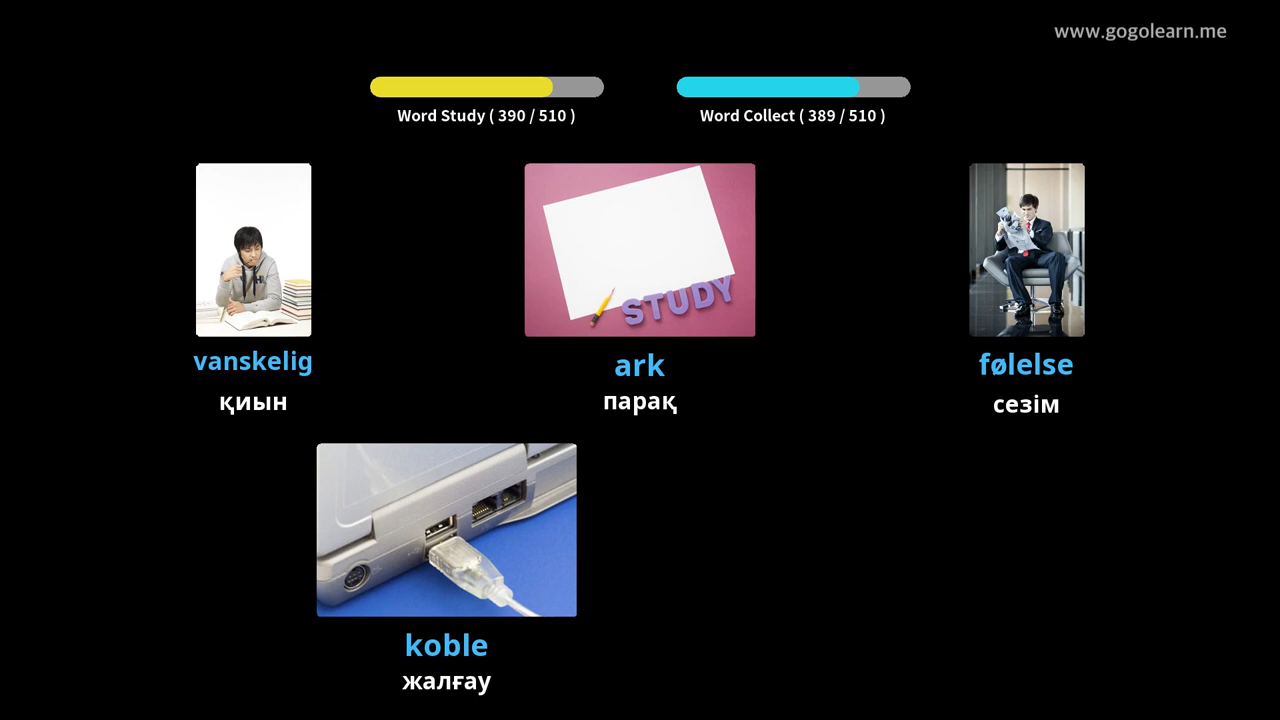 www.gogolearn.me
Word Study ( 390 / 510 )
Word Collect ( 389 / 510 )
STUDY
vanskelig
қиын
ark
парақ
følelse
сезім
koble
жалғау